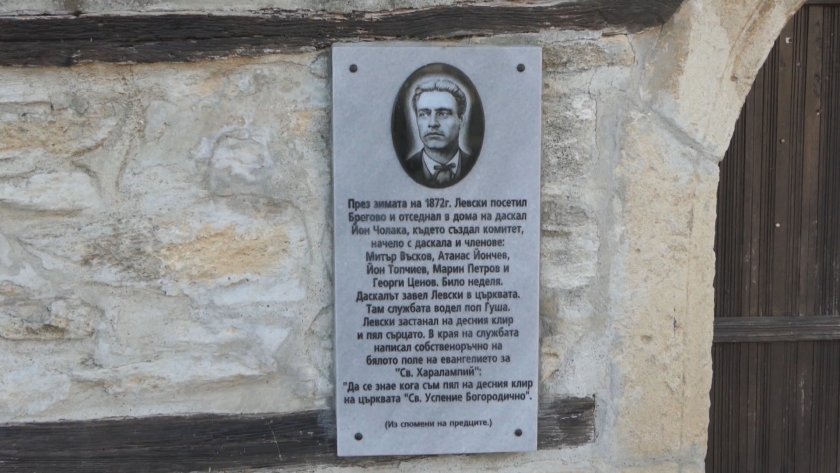 През зимата на 1872г. Левски посетил
Брегово и отседнал в дома на даскал
Йон Чолака, където създал комитет,
начело с даскала и членове:
Митър Въсков, Атанас Йончев,
Йон Топчиев, Марин Петров и
Георги Ценов. Било неделя.
Даскалът завел Левски в църквата.
Там службата водел поп Гуша.
Левски застанал на десния клир
и пял сърцато. В края на службата
написал собственоръчно на
бялото поле на евангелието за
"Св. Харалампий":
"Да се знае кога съм пял на десния клир
на църквата "Св. Успение Богородично".
(Из спомени на предците.)